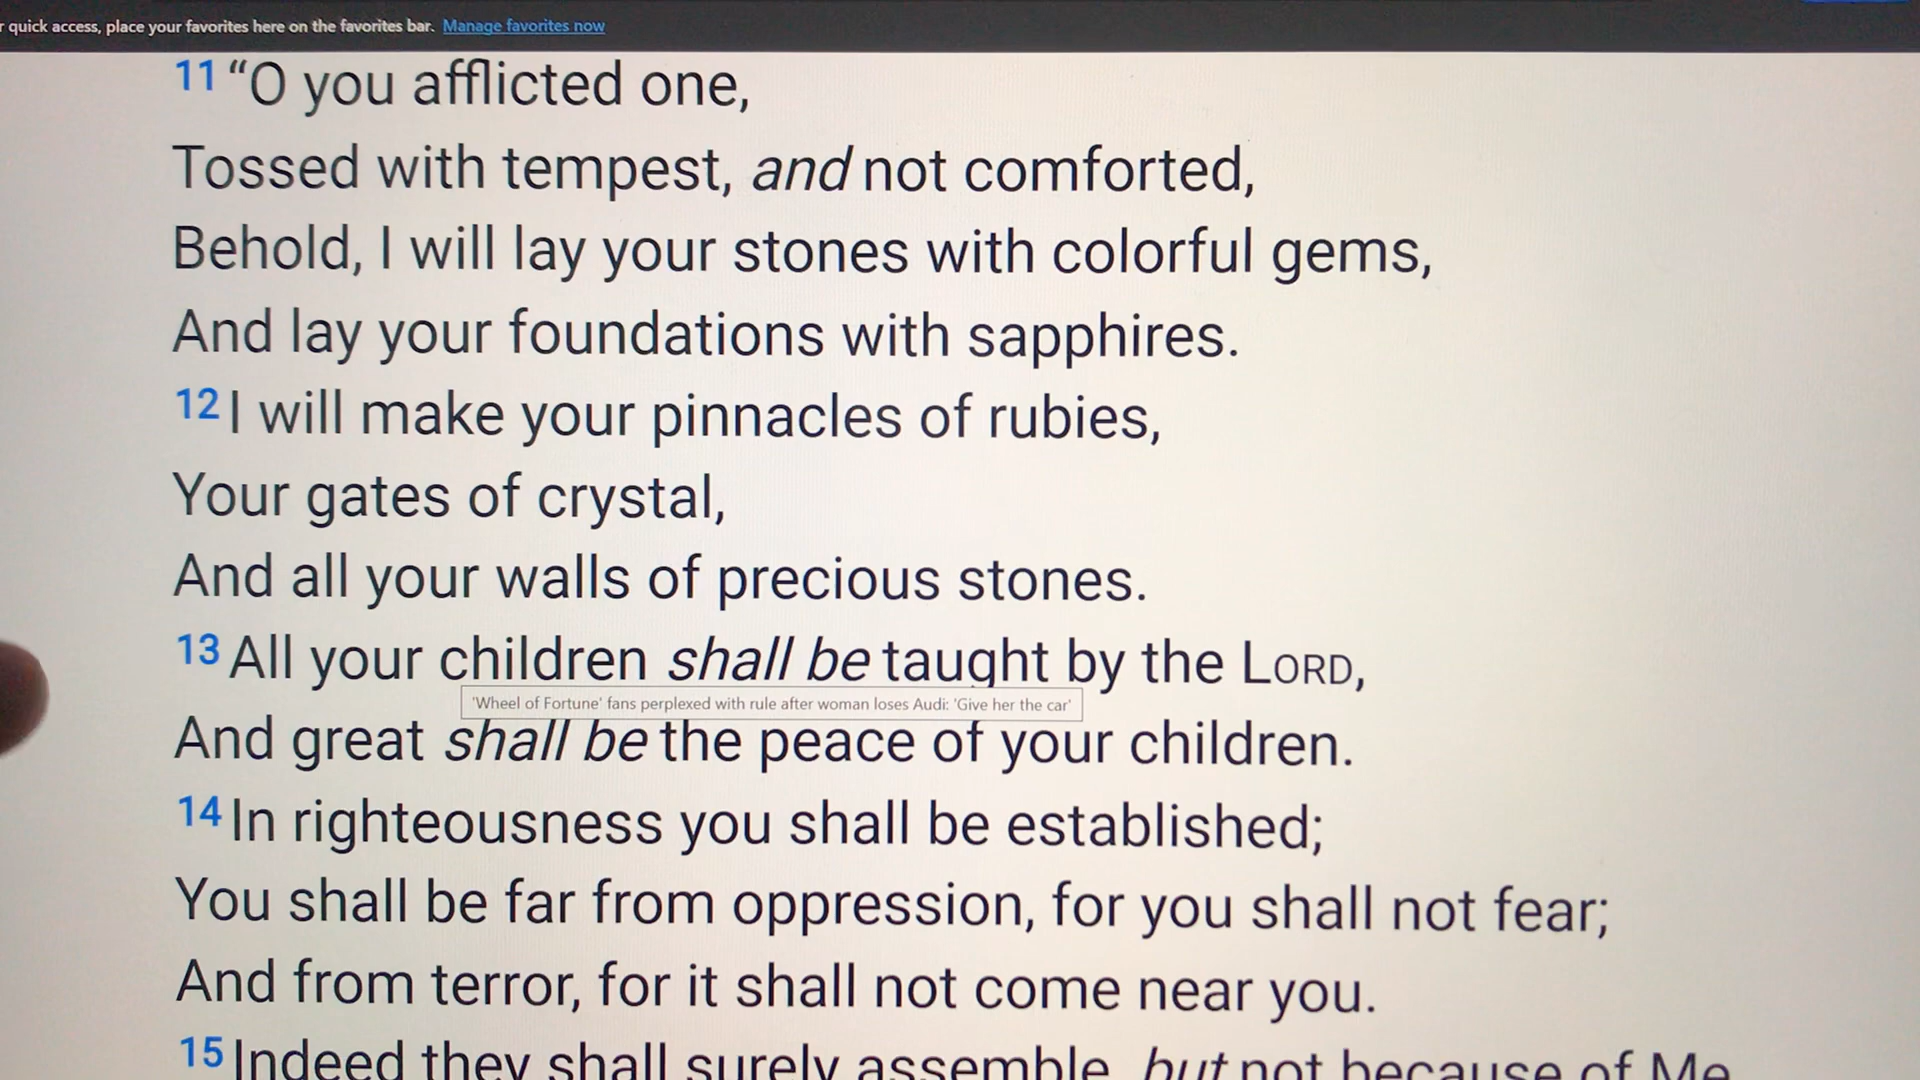 r quick access, place your favorites here on the favorites bar. Manage favorites now
11 “O you afflicted one,
Tossed with tempest, and not comforted,
Behold, I will lay your stones with colorful gems,
And lay your foundations with sapphires.
12 I will make your pinnacles of rubies,
Your gates of crystal,
And all your walls of precious stones.
13 All your children shall be taught by the LORD,
'Wheel of Fortune' fans perplexed with rule after woman loses Audi: 'Give her the car'
And great shall be the peace of your children.
14 In righteousness you shall be established;
You shall be far from oppression, for you shall not fear;
And from terror, for it shall not come near you.
15 Indeed they shall surely assemble, but not because of Me